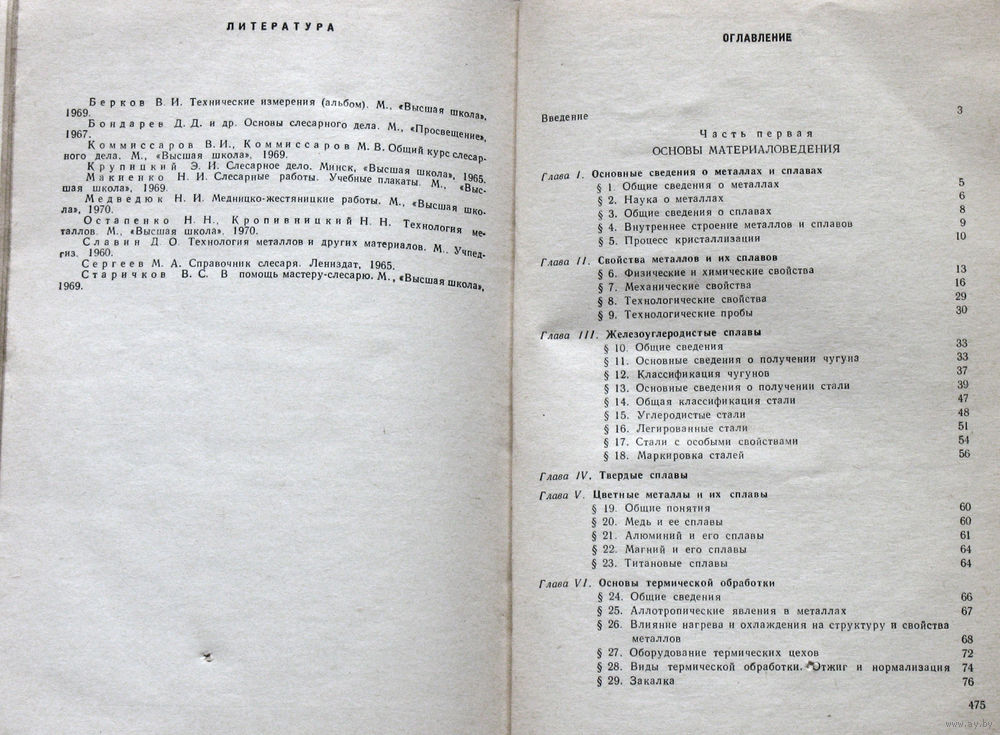 ЛИТЕРАТУРА
Берков В. И. Технические измерения (альбом). М., «Высшая школа»,
1969.
Бондарев Д. Д. и др. Основы слесарного дела. М., «Просвещение»,
1967.
Коммиссаров В. И., Коммиссаров М. В. Общий курс слесар-
ного дела. М., «Высшая школа». 1969.
Крупицкий Э. И. Слесарное дело. Минск, «Высшая школа», 1965.
Макиенко Н. И. Слесарные работы. Учебные плакаты. М., «Выс-
шая школа», 1969.
Медведюк Н. И. Медницко-жестяницкие работы. М., «Высшая шко-
ла», 1970.
Остапенко Н. Н., Кропивницкий Н. Н. Технология ме-
таллов. М., «Высшая школа». 1970.
Славин Д. О. Технология металлов и других материалов. М.. Учпед-
гиз. 1960.
Сергеев М. А. Справочник слесаря. Лениздат, 1965.
Старичков В. С. В помощь мастеру-слесарю. М., «Высшая школа»,
1969.
ОГЛАВЛЕНИЕ
Введение 3
Часть первая
ОСНОВЫ МАТЕРИАЛОВЕДЕНИЯ
Глава I. Основные сведения о металлах и сплавах
§ 1. Общие сведения о металлах 5
§ 2. Наука о металлах 6
§ 3. Общие сведения о сплавах 8
§ 4. Внутреннее строение металлов и сплавов 9
§ 5. Процесс кристаллизации 10
Глава II. Свойства металлов и их сплавов
§ 6. Физические и химические свойства 13
§ 7. Механические свойства 16
§ 8. Технологические свойства 29
§ 9. Технологические пробы 30
Глава III. Железоуглеродистые сплавы
§ 10. Общие сведения 33
§ 11. Основные сведения о получении чугуна 33
§ 12. Классификация чугунов 37
§ 13. Основные сведения о получении стали 39
§ 14. Общая классификация стали 47
§ 15. Углеродистые стали 48
§ 16. Легированные стали 51
§ 17. Стали с особыми свойствами 54
§ 18. Маркировка сталей 56
Глава IV. Твердые сплавы
Глава V. Цветные металлы и их сплавы
§ 19. Общие понятия 60
§ 20. Медь и ее сплавы 60
§ 21. Алюминий и его сплавы 61
§ 22. Магний и его сплавы 64
§ 23. Титановые сплавы 64
Глава VI. Основы термической обработки
§ 24. Общие сведения 66
§ 25. Аллотропические явления в металлах 67
§ 26. Влияние нагрева и охлаждения на структуру и свойства
металлов 68
§ 27. Оборудование термических цехов 72
§ 28. Виды термической обработки. Отжиг и нормализация 74
§ 29. Закалка 76
475
www.ay.by